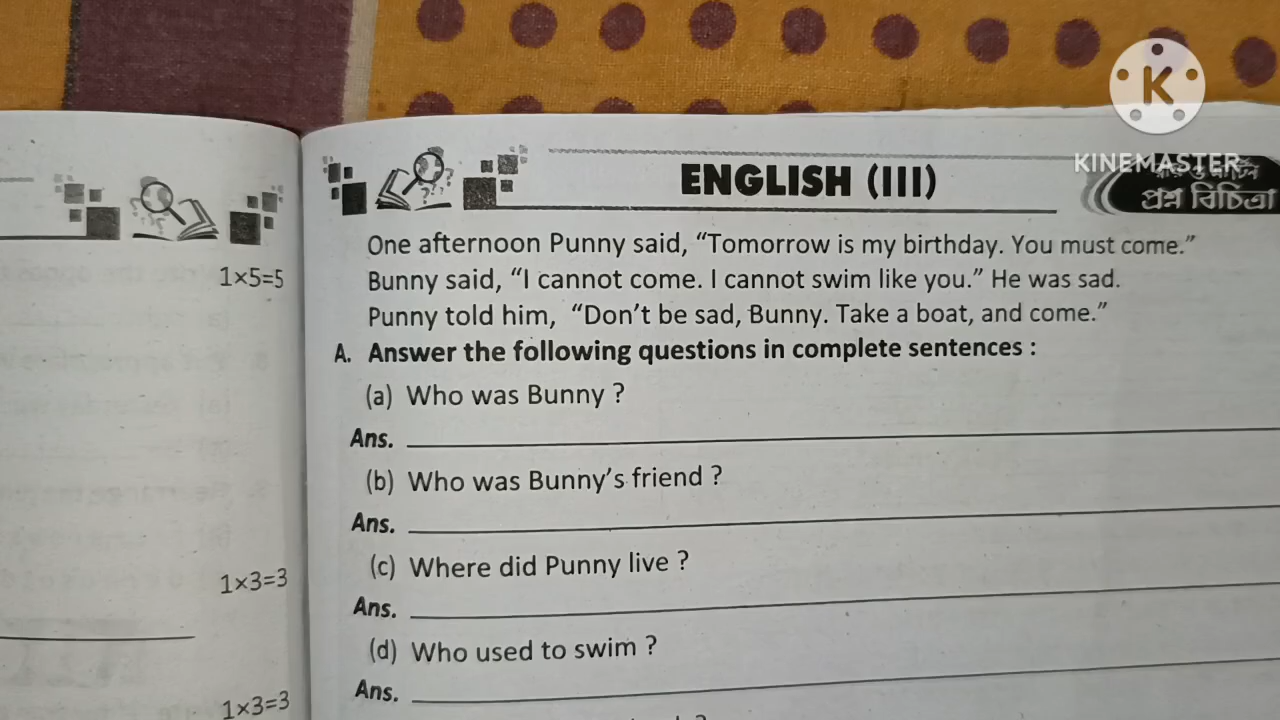 K
KINEMASTER
ENGLISH (III)
প্রশ্ন বিচিত্রা
1×5=5
1×3=3
1×3=3
One afternoon Punny said, “Tomorrow is my birthday. You must come.”
Bunny said, “I cannot come. I cannot swim like you.” He was sad.
Punny told him, “Don’t be sad, Bunny. Take a boat, and come.”
A. Answer the following questions in complete sentences :
(a) Who was Bunny ?
Ans.
(b) Who was Bunny’s friend ?
Ans.
(c) Where did Punny live ?
Ans.
(d) Who used to swim ?
Ans.